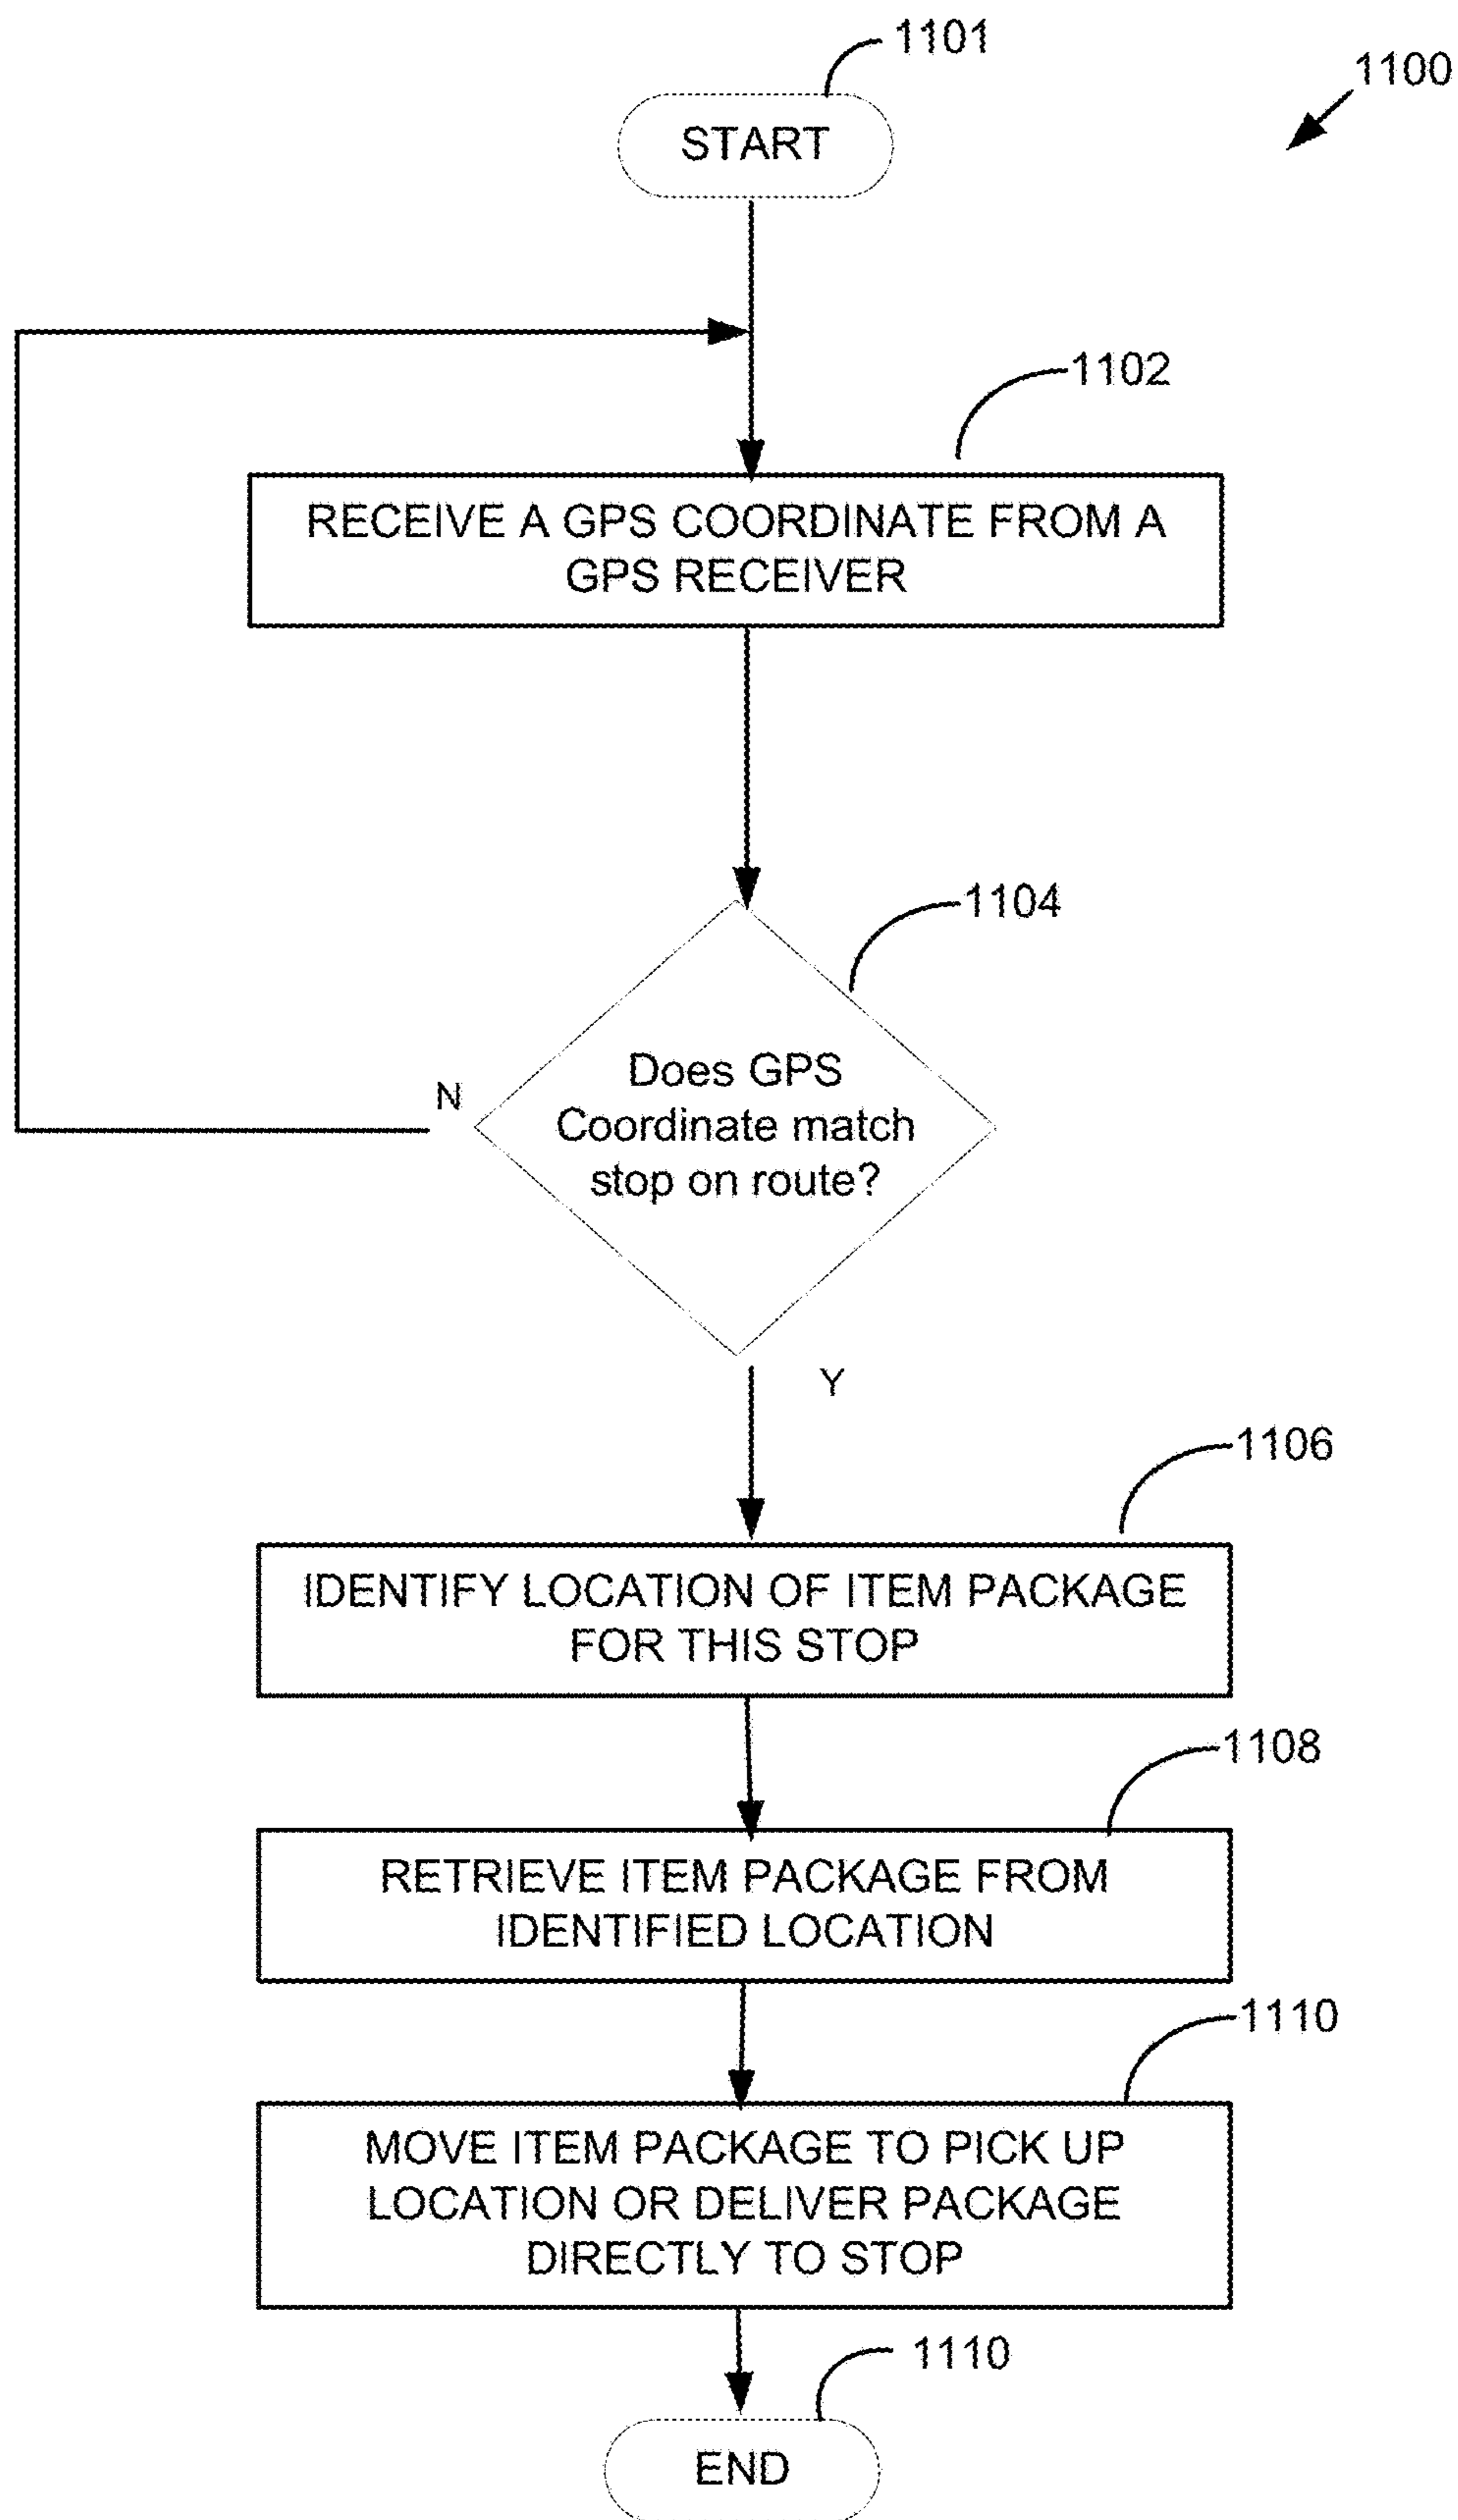 1101
1100
START
1102
RECEIVE A GPS COORDINATE FROM A
GPS RECEIVER
1104
Does GPS
Coordinate match
stop on route?
N
Y
1106
IDENTIFY LOCATION OF ITEM PACKAGE
FOR THIS STOP
1108
RETRIEVE ITEM PACKAGE FROM
IDENTIFIED LOCATION
1110
MOVE ITEM PACKAGE TO PICK UP
LOCATION OR DELIVER PACKAGE
DIRECTLY TO STOP
1110
END